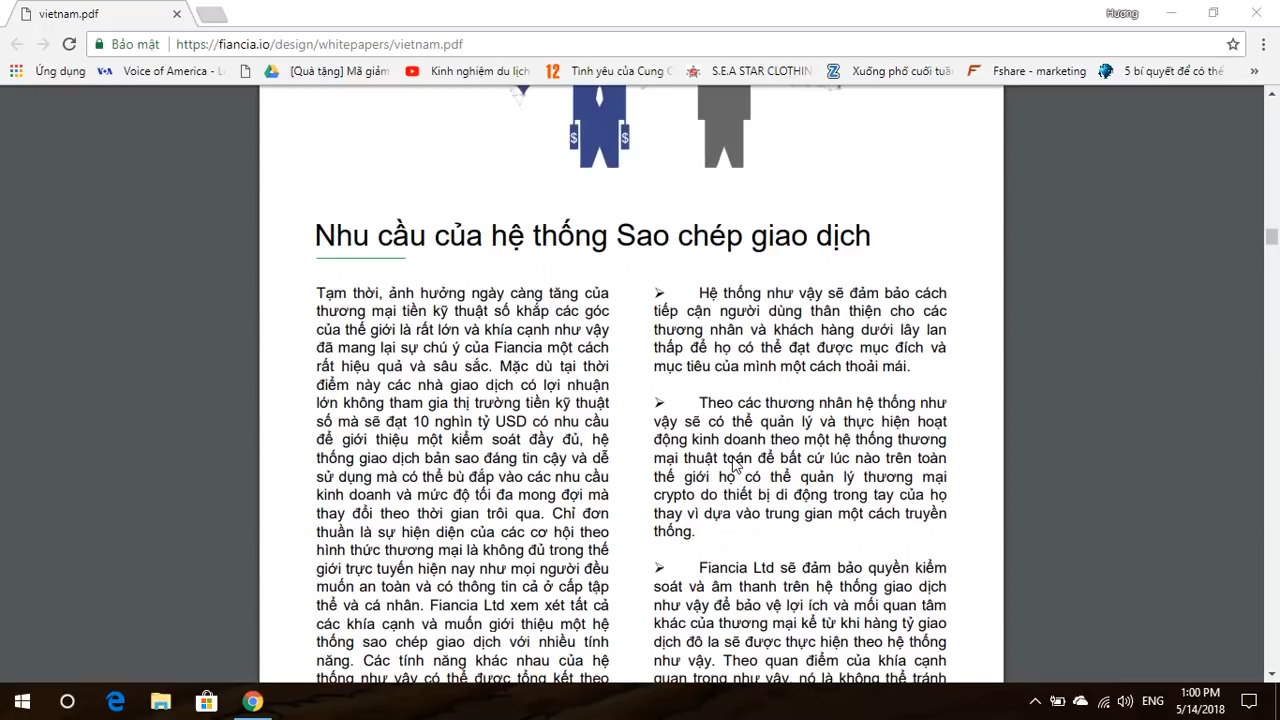 vietnam.pdf
Hương
Bảo mật
https://fiancia.io/design/whitepapers/vietnam.pdf
Ứng dụng
VOA
Voice of America - L
[Quà tặng] Mã giảm
Kinh nghiệm du lịch
12
Tình yêu của Cung C
S.E.A STAR CLOTHIN
Z
Xuống phố cuối tuần
F
Fshare - marketing
5 bí quyết để có thể
»
$
$
Nhu cầu của hệ thống Sao chép giao dịch
Tạm thời, ảnh hưởng ngày càng tăng của
thương mại tiền kỹ thuật số khắp các góc
của thế giới là rất lớn và khía cạnh như vậy
đã mang lại sự chú ý của Fiancia một cách
rất hiệu quả và sâu sắc. Mặc dù tại thời
điểm này các nhà giao dịch có lợi nhuận
lớn không tham gia thị trường tiền kỹ thuật
số mà sẽ đạt 10 nghìn tỷ USD có nhu cầu
để giới thiệu một kiểm soát đầy đủ, hệ
thống giao dịch bản sao đáng tin cậy và dễ
sử dụng mà có thể bù đắp vào các nhu cầu
kinh doanh và mức độ tối đa mong đợi mà
thay đổi theo thời gian trôi qua. Chỉ đơn
thuần là sự hiện diện của các cơ hội theo
hình thức thương mại là không đủ trong thế
giới trực tuyến hiện nay như mọi người đều
muốn an toàn và có thông tin cả ở cấp tập
thể và cá nhân. Fiancia Ltd xem xét tất cả
các khía cạnh và muốn giới thiệu một hệ
thống sao chép giao dịch với nhiều tính
năng. Các tính năng khác nhau của hệ
thống như vậy có thể được tổng kết theo
➢ Hệ thống như vậy sẽ đảm bảo cách
tiếp cận người dùng thân thiện cho các
thương nhân và khách hàng dưới lây lan
thấp để họ có thể đạt được mục đích và
mục tiêu của mình một cách thoải mái.
➢ Theo các thương nhân hệ thống như
vậy sẽ có thể quản lý và thực hiện hoạt
động kinh doanh theo một hệ thống thương
mại thuật toán để bất cứ lúc nào trên toàn
thế giới họ có thể quản lý thương mại
crypto do thiết bị di động trong tay của họ
thay vì dựa vào trung gian một cách truyền
thống.
➢ Fiancia Ltd sẽ đảm bảo quyền kiểm
soát và âm thanh trên hệ thống giao dịch
như vậy để bảo vệ lợi ích và mối quan tâm
khác của thương mại kể từ khi hàng tỷ giao
dịch đô la sẽ được thực hiện theo hệ thống
như vậy. Theo quan điểm của khía cạnh
quan trọng như vậy, nó là không thể tránh
ENG
1:00 PM
5/14/2018